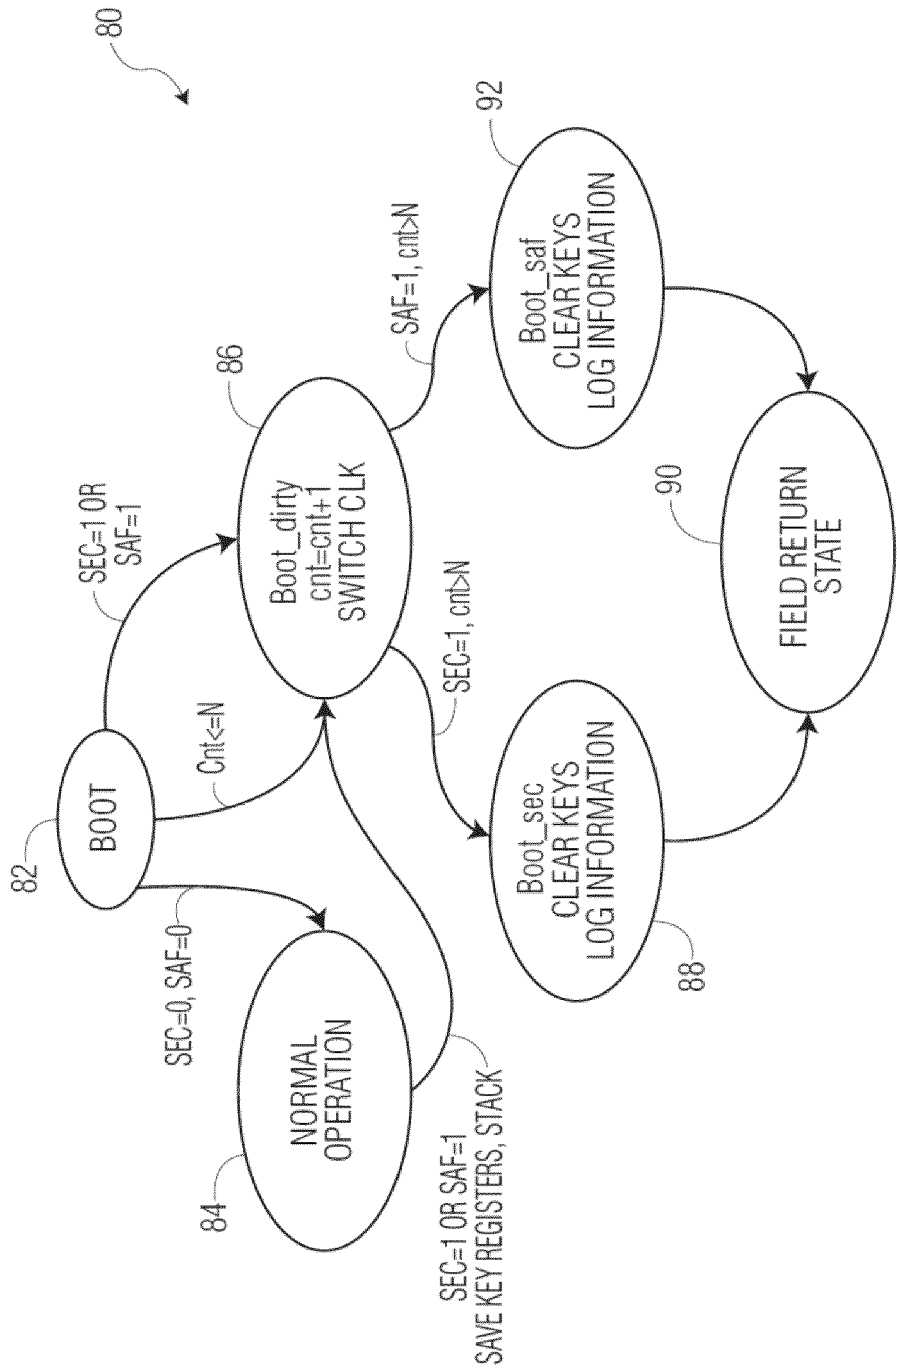 80
82
BOOT
SEC=1 OR
SAF=1
Cnt<=N
SEC=0, SAF=0
84
NORMAL
OPERATION
86
Boot_dirty
cnt=cnt+1
SWITCH CLK
SEC=1 OR SAF=1
SAVE KEY REGISTERS, STACK
SEC=1, cnt>N
SAF=1, cnt>N
88
Boot_sec
CLEAR KEYS
LOG INFORMATION
92
Boot_saf
CLEAR KEYS
LOG INFORMATION
90
FIELD RETURN
STATE